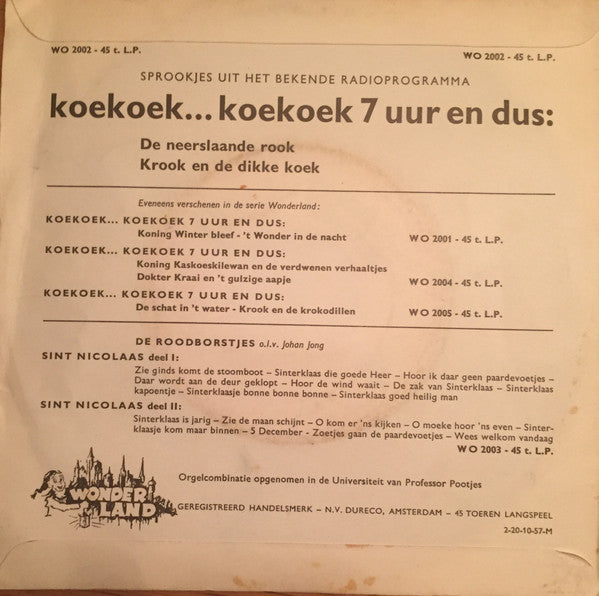 WO 2002 - 45 t. L.P.
WO 2002 - 45 t. L.P.
SPROOKJES UIT HET BEKENDE RADIOPROGRAMMA
koekoek... koekoek 7 uur en dus:
De neerslaande rook
Krook en de dikke koek
Eveneens verschenen in de serie Wonderland:
KOEKOEK... KOEKOEK 7 UUR EN DUS:
Koning Winter bleef - 't Wonder in de nacht WO 2001 - 45 t. L.P.
KOEKOEK... KOEKOEK 7 UUR EN DUS:
Koning Kaskoeskilewan en de verdwenen verhaaltjes
Dokter Kraai en 't gulzige aapje WO 2004 - 45 t. L.P.
KOEKOEK... KOEKOEK 7 UUR EN DUS:
De schat in 't water - Krook en de krokodillen WO 2005 - 45 t. L.P.
DE ROODBORSTJES o.l.v. Johan Jong
SINT NICOLAAS deel I:
Zie ginds komt de stoomboot – Sinterklaas die goede Heer – Hoor ik daar geen paardevoetjes –
Daar wordt aan de deur geklopt – Hoor de wind waait – De zak van Sinterklaas – Sinterklaas
kapoentje – Sinterklaasje bonne bonne bonne – Sinterklaas goed heilig man
SINT NICOLAAS deel II:
Sinterklaas is jarig – Zie de maan schijnt – O kom er 'ns kijken – O moeke hoor 'ns even – Sinter-
klaasje kom maar binnen – 5 December - Zoetjes gaan de paardevoetjes – Wees welkom vandaag
WO 2003 - 45 t. L.P.
WONDER
LAND
Orgelcombinatie opgenomen in de Universiteit van Professor Pootjes
GEREGISTREERD HANDELSMERK – N.V. DURECO, AMSTERDAM – 45 TOEREN LANGSPEEL
2-20-10-57-M